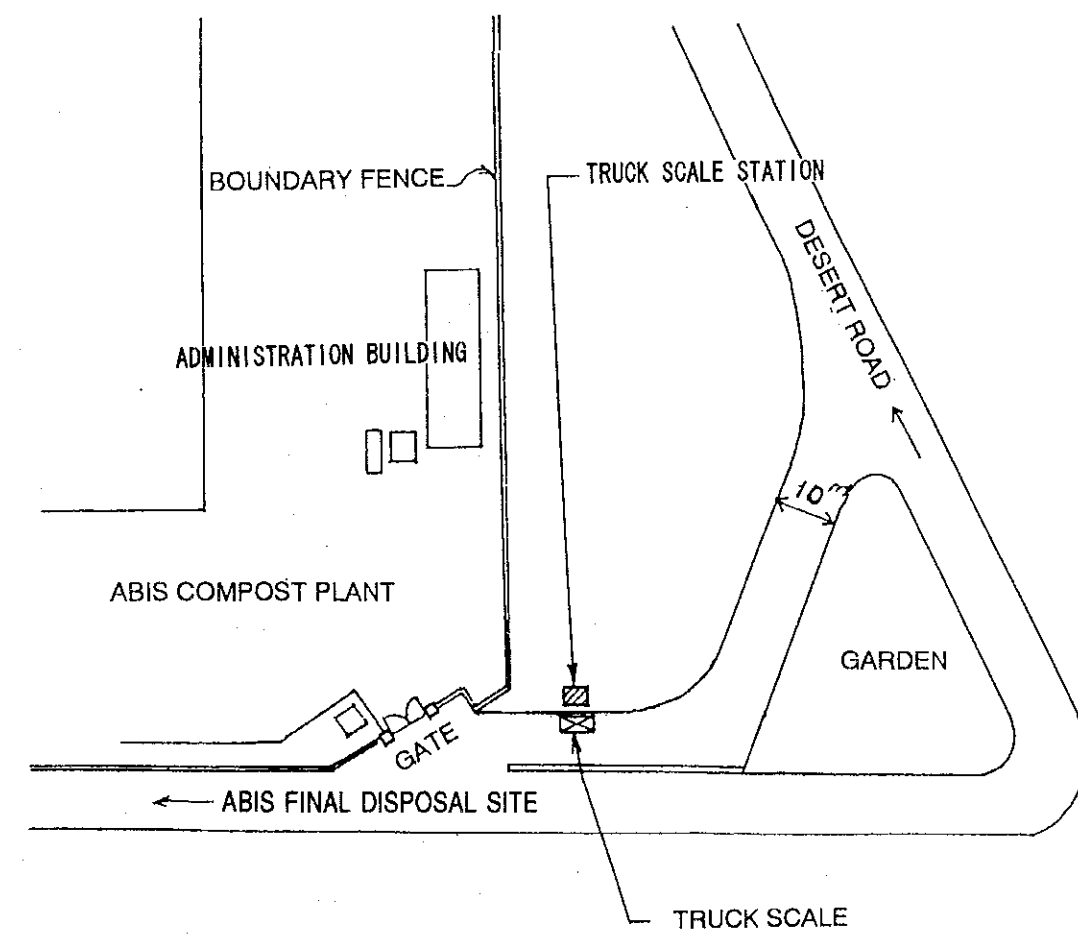 BOUNDARY FENCE
TRUCK SCALE STATION
DESERT ROAD
ADMINISTRATION BUILDING
10m
ABIS COMPOST PLANT
GARDEN
GATE
ABIS FINAL DISPOSAL SITE
TRUCK SCALE